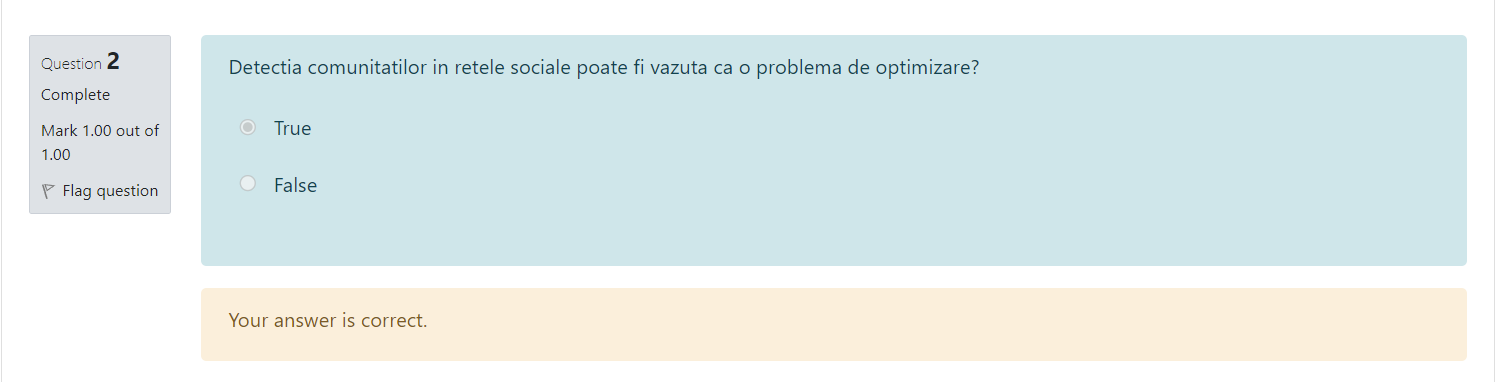 Question 2
Complete
Mark 1.00 out of
1.00
Flag question
Detectia comunitatilor in retele sociale poate fi vazuta ca o problema de optimizare?
True
False
Your answer is correct.